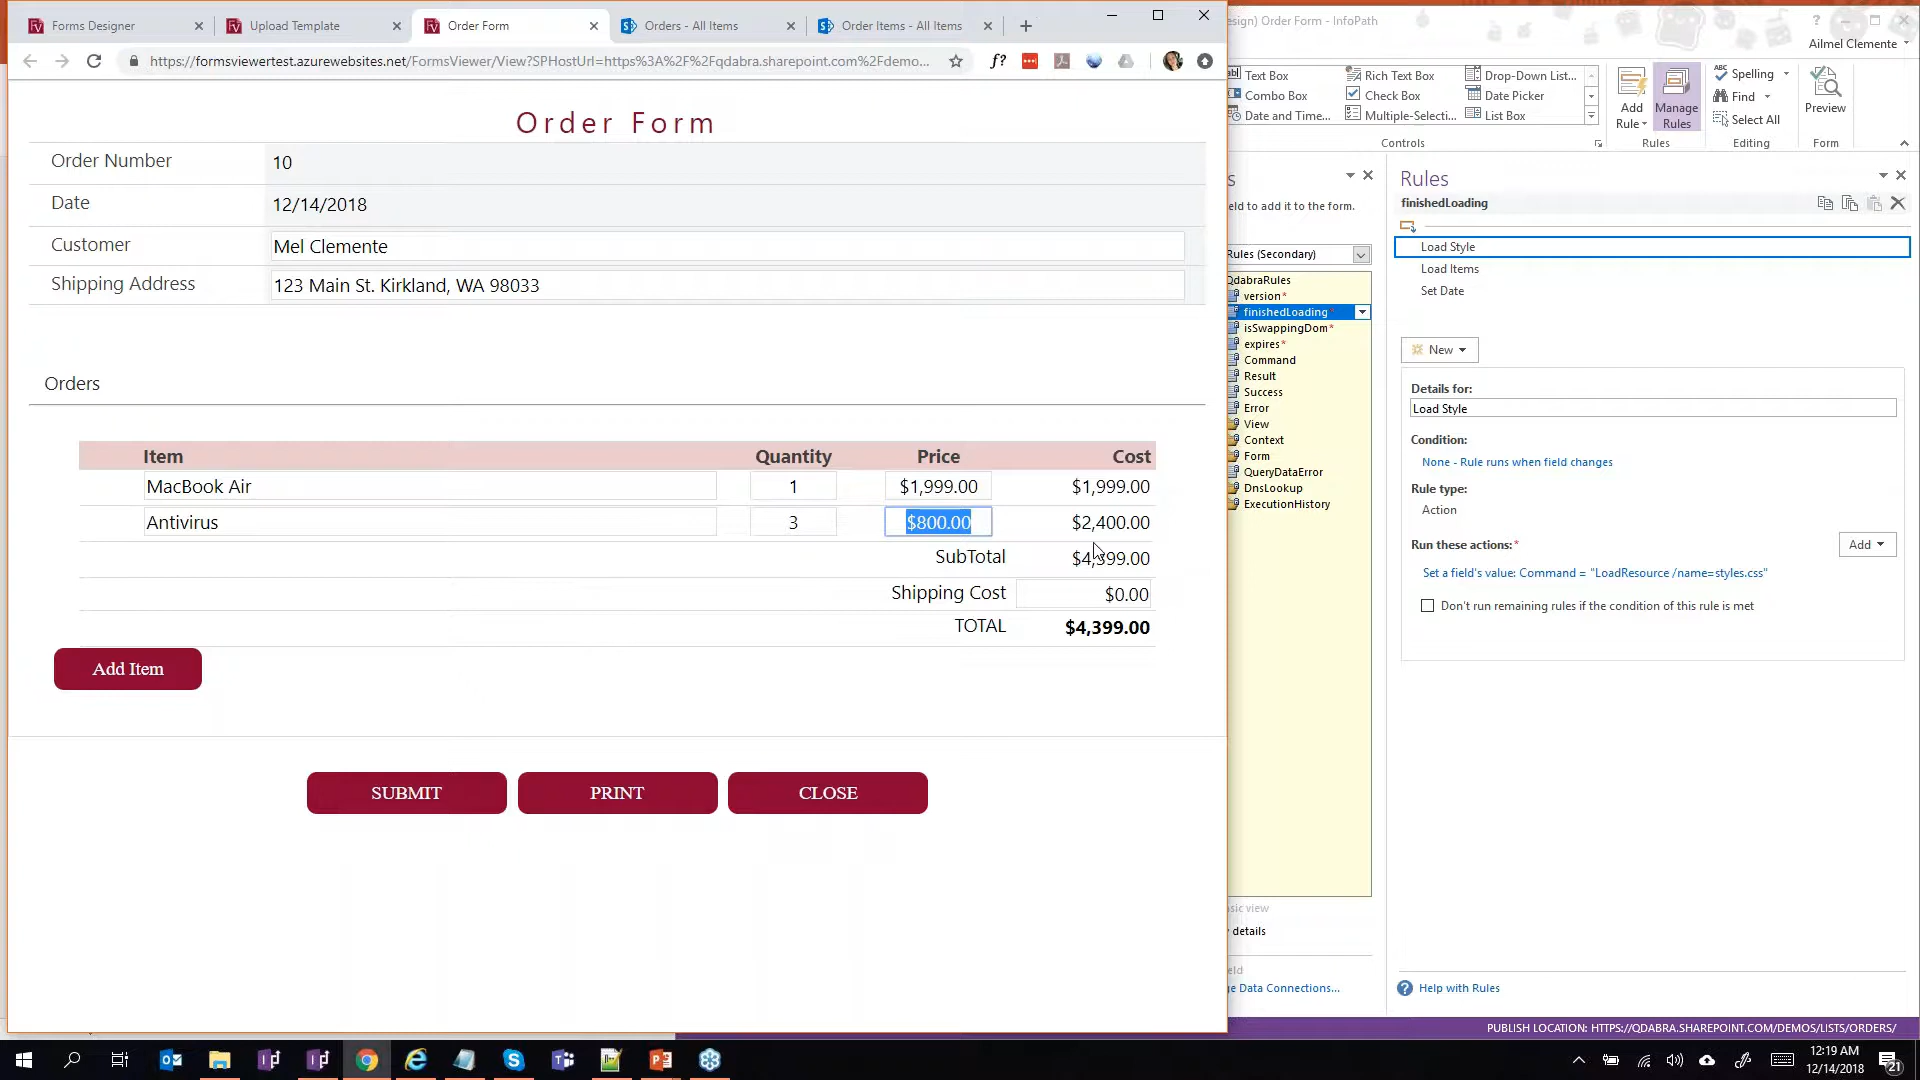 Forms Designer
Upload Template
Order Form
Orders - All Items
Order Items - All Items
https://formsviewertest.azurewebsites.net/FormsViewer/View?SPHostUrl=https%3A%2F%2Fqdabra.sharepoint.com%2Fdemo...
f?
Order Form
Order Number 10
Date 12/14/2018
Customer Mel Clemente
Shipping Address 123 Main St. Kirkland, WA 98033
Orders
Item Quantity Price Cost
MacBook Air 1 $1,999.00 $1,999.00
Antivirus 3 $800.00 $2,400.00
SubTotal $4,399.00
Shipping Cost $0.00
TOTAL $4,399.00
Add Item
SUBMIT PRINT CLOSE
esign) Order Form - InfoPath
?
Ailmel Clemente
Text Box
Combo Box
Date and Time...
Rich Text Box
Check Box
Multiple-Selecti...
Drop-Down List...
Date Picker
List Box
Controls
Add
Rule
Manage
Rules
Rules
ABC Spelling
Find
Select All
Editing
Preview
Form
s
eld to add it to the form.
Rules (Secondary)
QdabraRules
version*
finishedLoading*
isSwappingDom*
expires*
Command
Result
Success
Error
View
Context
Form
QueryDataError
DnsLookup
ExecutionHistory
sic view
details
eld
ge Data Connections...
Rules
finishedLoading
Load Style
Load Items
Set Date
New
Details for:
Load Style
Condition:
None - Rule runs when field changes
Rule type:
Action
Run these actions:*
Add
Set a field's value: Command = "LoadResource /name=styles.css"
Don't run remaining rules if the condition of this rule is met
Help with Rules
PUBLISH LOCATION: HTTPS://QDABRA.SHAREPOINT.COM/DEMOS/LISTS/ORDERS/
12:19 AM
12/14/2018
21